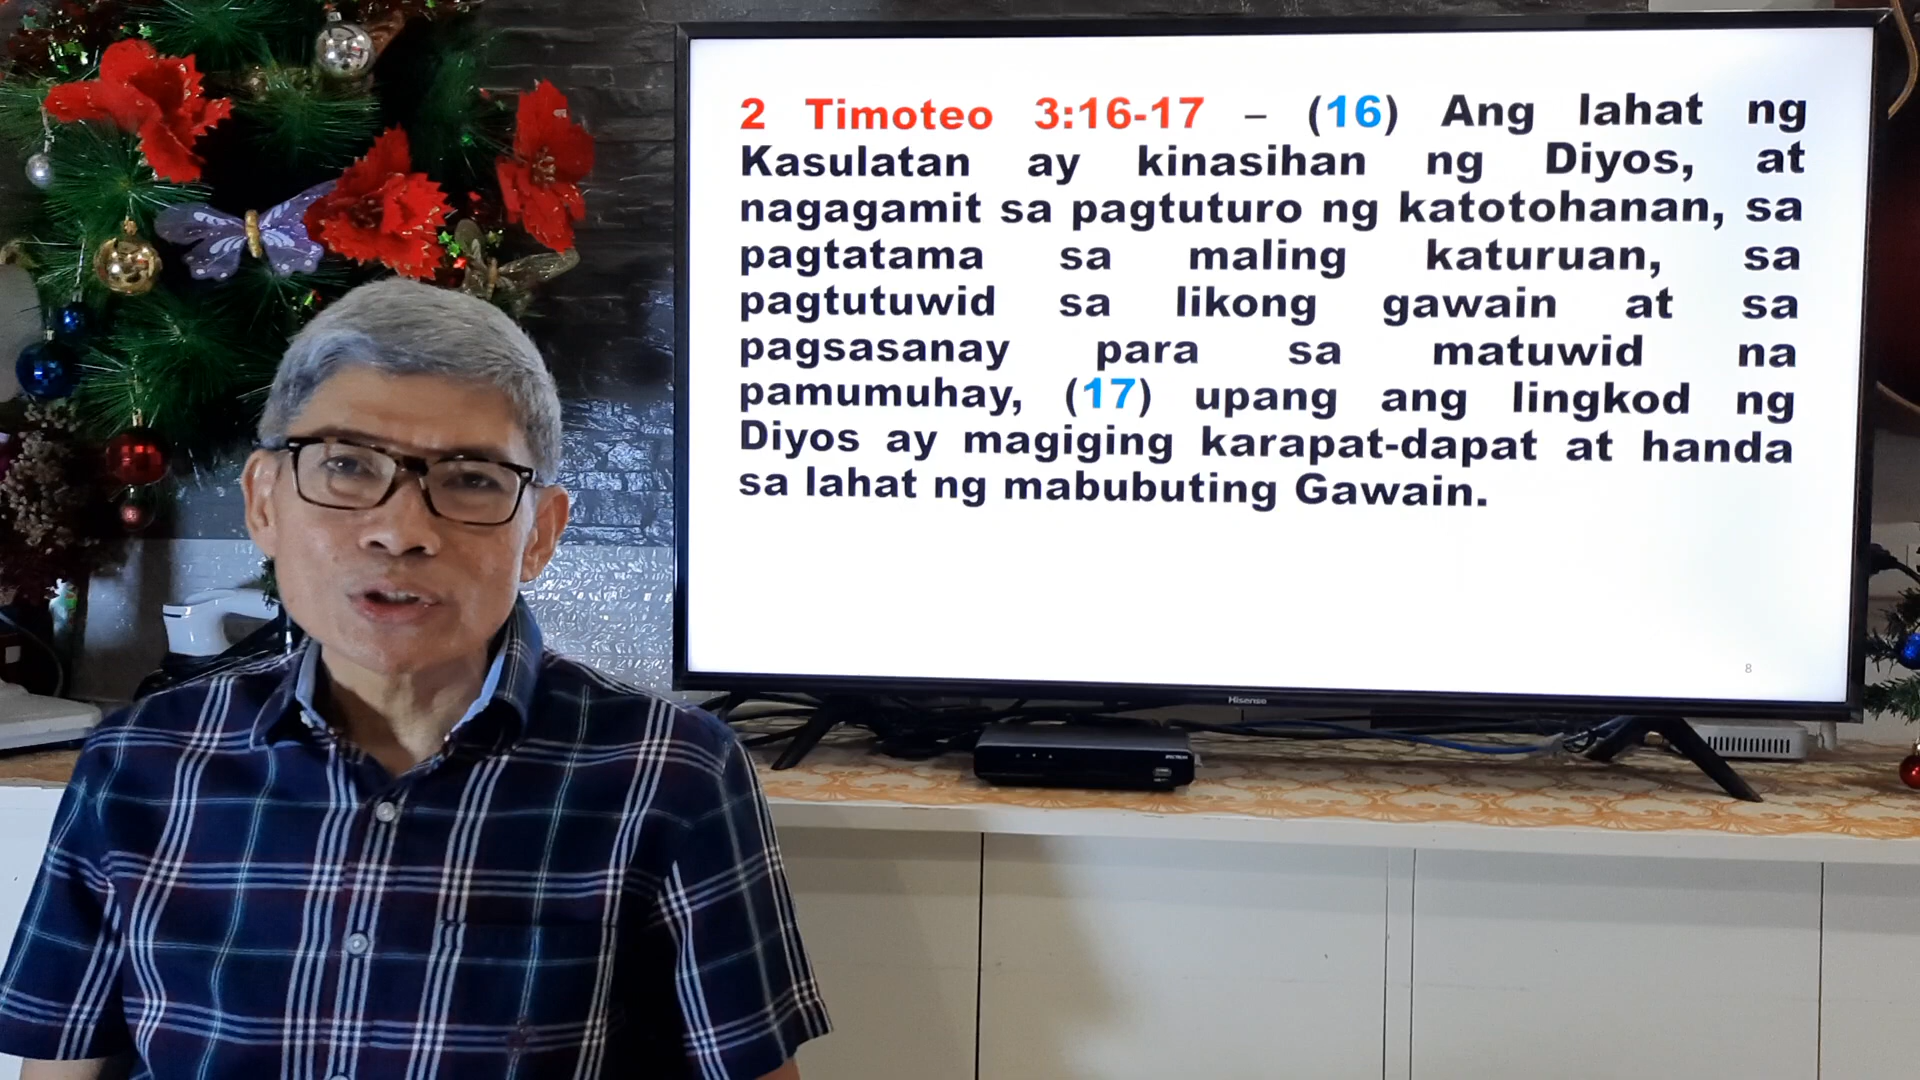 2 Timoteo 3:16-17 – (16) Ang lahat ng
Kasulatan ay kinasihan ng Diyos, at
nagagamit sa pagtuturo ng katotohanan, sa
pagtatama sa maling katuruan, sa
pagtutuwid sa likong gawain at sa
pagsasanay para sa matuwid na
pamumuhay, (17) upang ang lingkod ng
Diyos ay magiging karapat-dapat at handa
sa lahat ng mabubuting Gawain.
8
Hisense